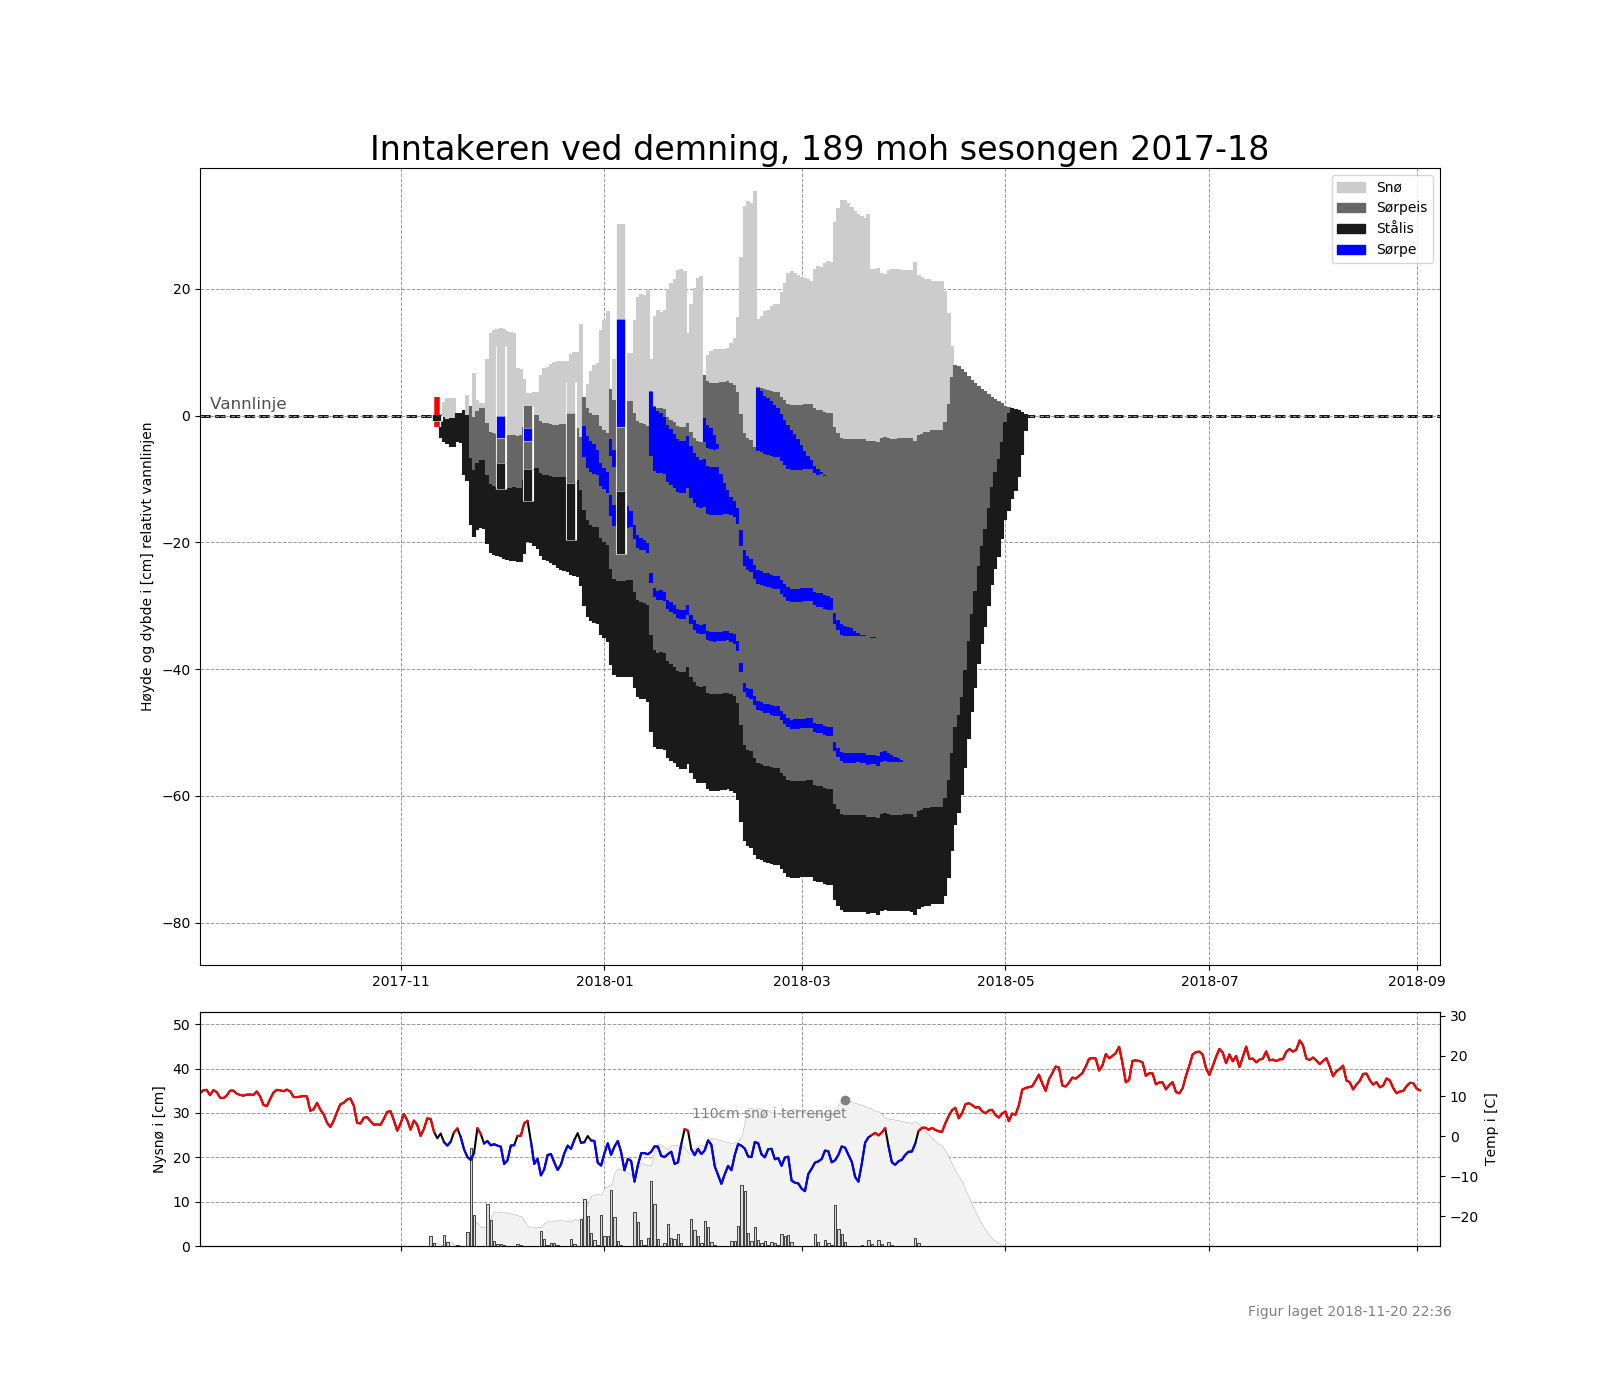 Inntakeren ved demning, 189 moh sesongen 2017-18
Snø
Sørpeis
Stålis
Sørpe
Vannlinje
Høyde og dybde i [cm] relativt vannlinjen
20
0
−20
−40
−60
−80
2017-11
2018-01
2018-03
2018-05
2018-07
2018-09
Nysnø i [cm]
50
40
30
20
10
0
110cm snø i terrenget
30
20
10
0
−10
−20
Temp i [C]
Figur laget 2018-11-20 22:36